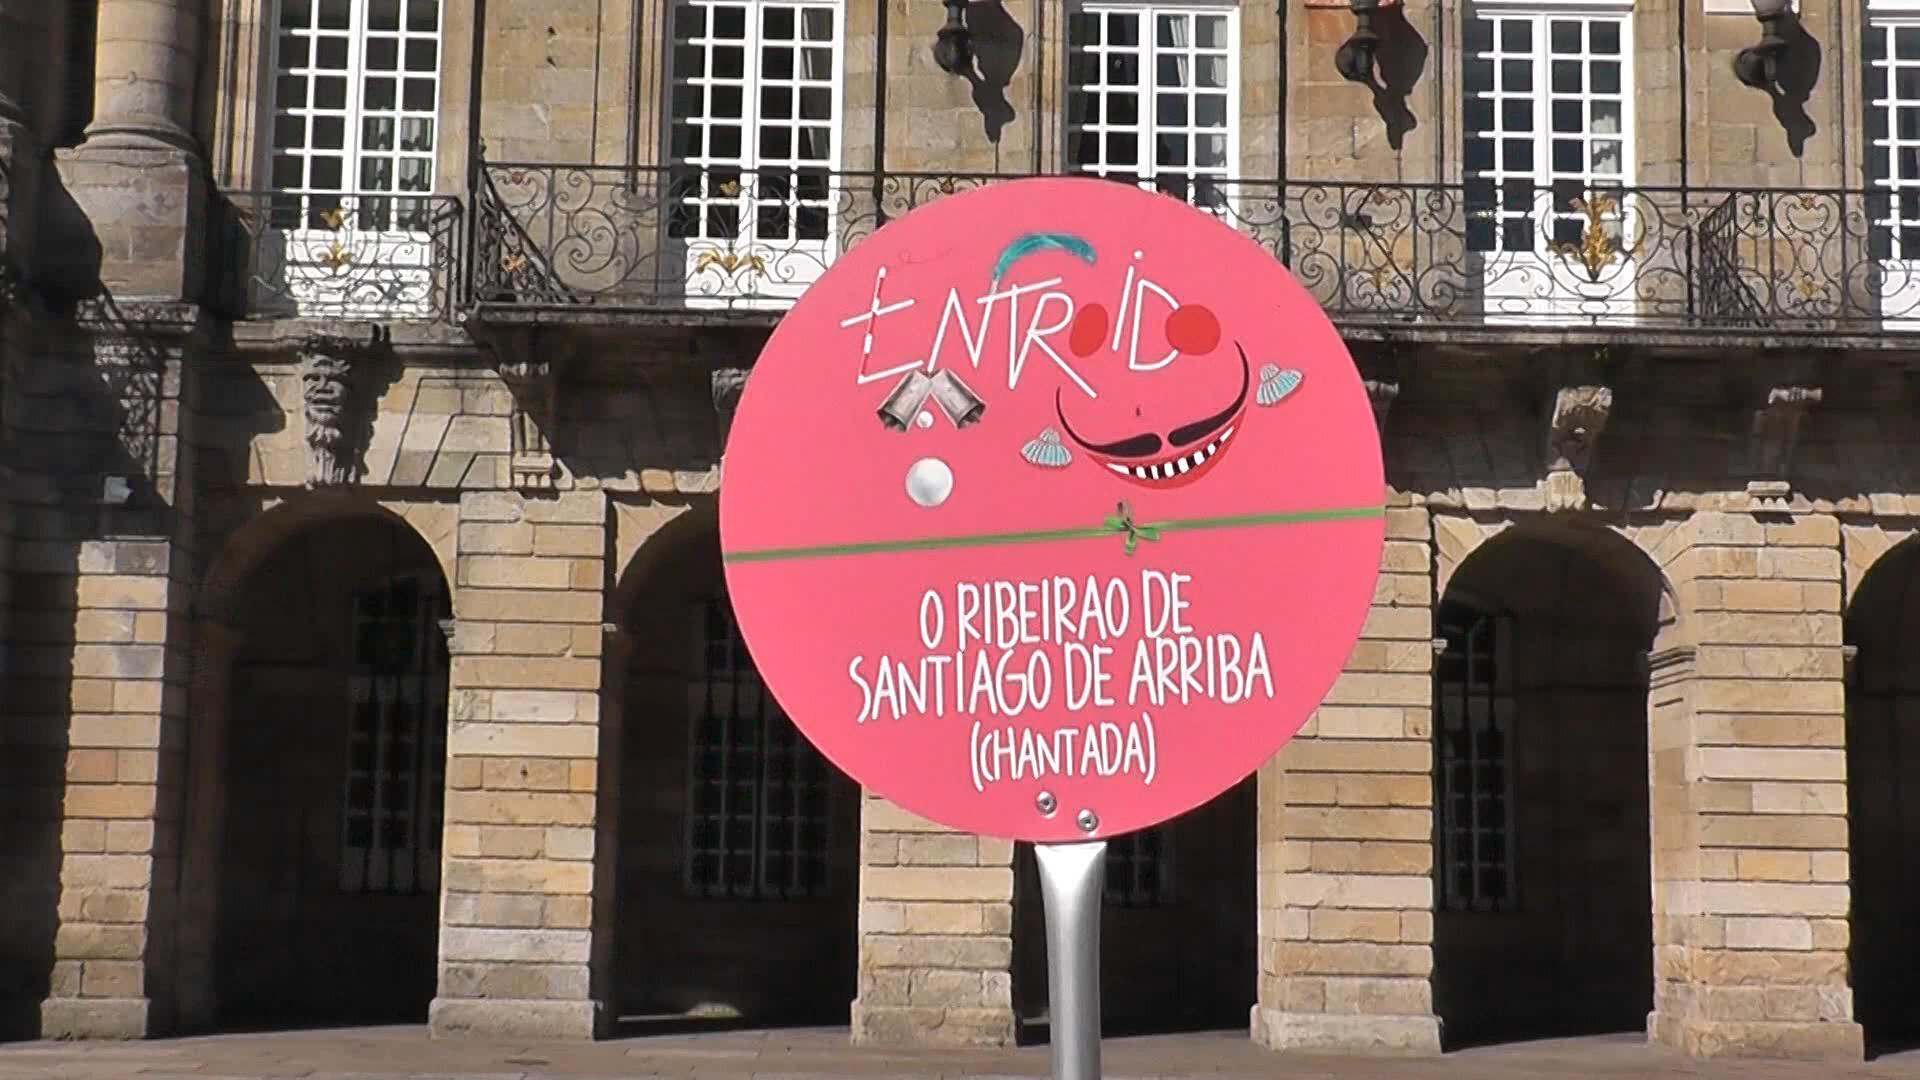 ENTROIDO
O RIBEIRAO DE
SANTIAGO DE ARRIBA
(CHANTADA)